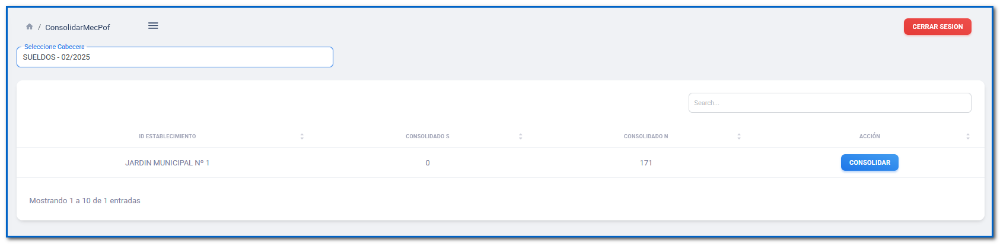 / ConsolidarMecPof
CERRAR SESION
Seleccione Cabecera
SUELDOS - 02/2025
Search...
ID ESTABLECIMIENTO CONSOLIDADO S CONSOLIDADO N ACCIÓN
JARDIN MUNICIPAL Nº 1 0 171 CONSOLIDAR
Mostrando 1 a 10 de 1 entradas